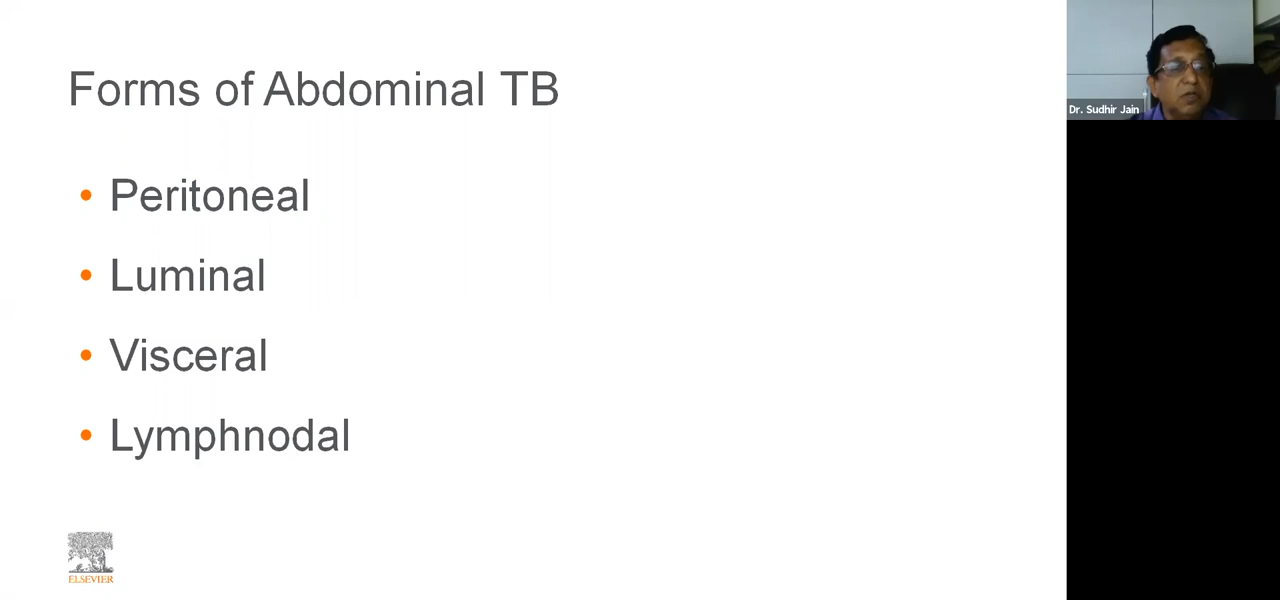 Forms of Abdominal TB
• Peritoneal
• Luminal
• Visceral
• Lymphnodal
ELSEVIER
Dr. Sudhir Jain